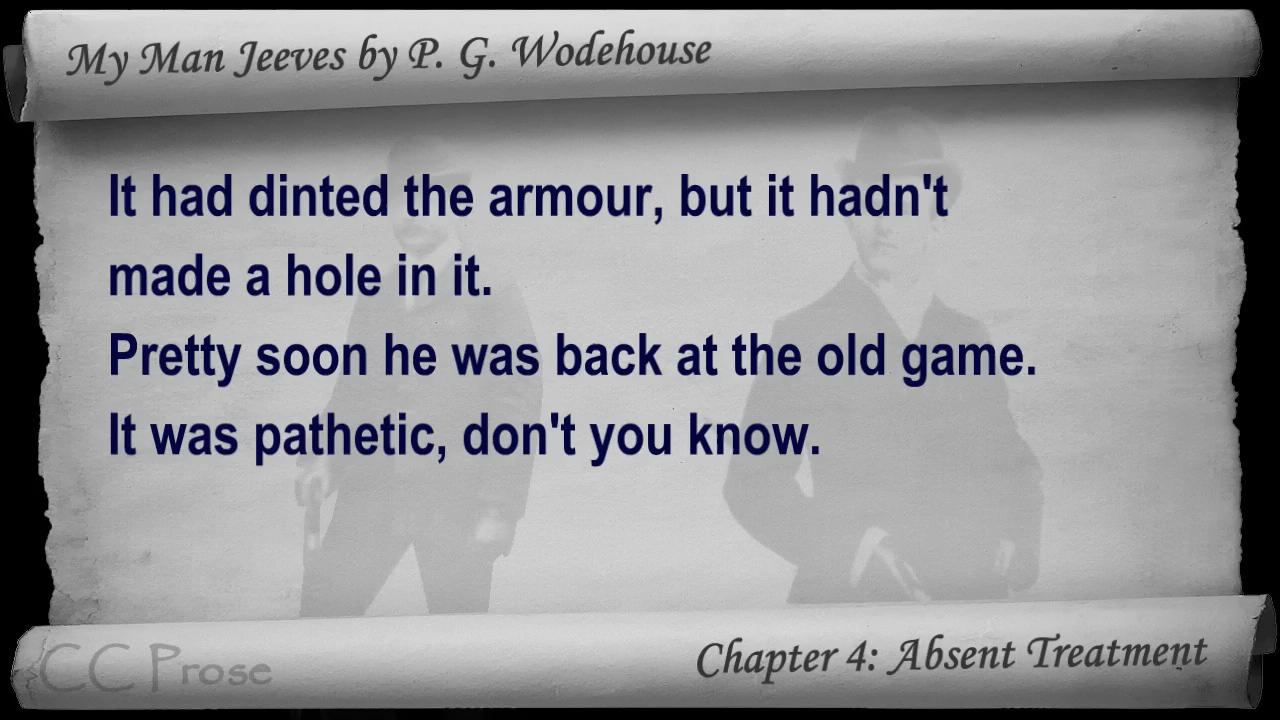 My Man Jeeves by P. G. Wodehouse
It had dinted the armour, but it hadn't
made a hole in it.
Pretty soon he was back at the old game.
It was pathetic, don't you know.
CC Prose
Chapter 4: Absent Treatment